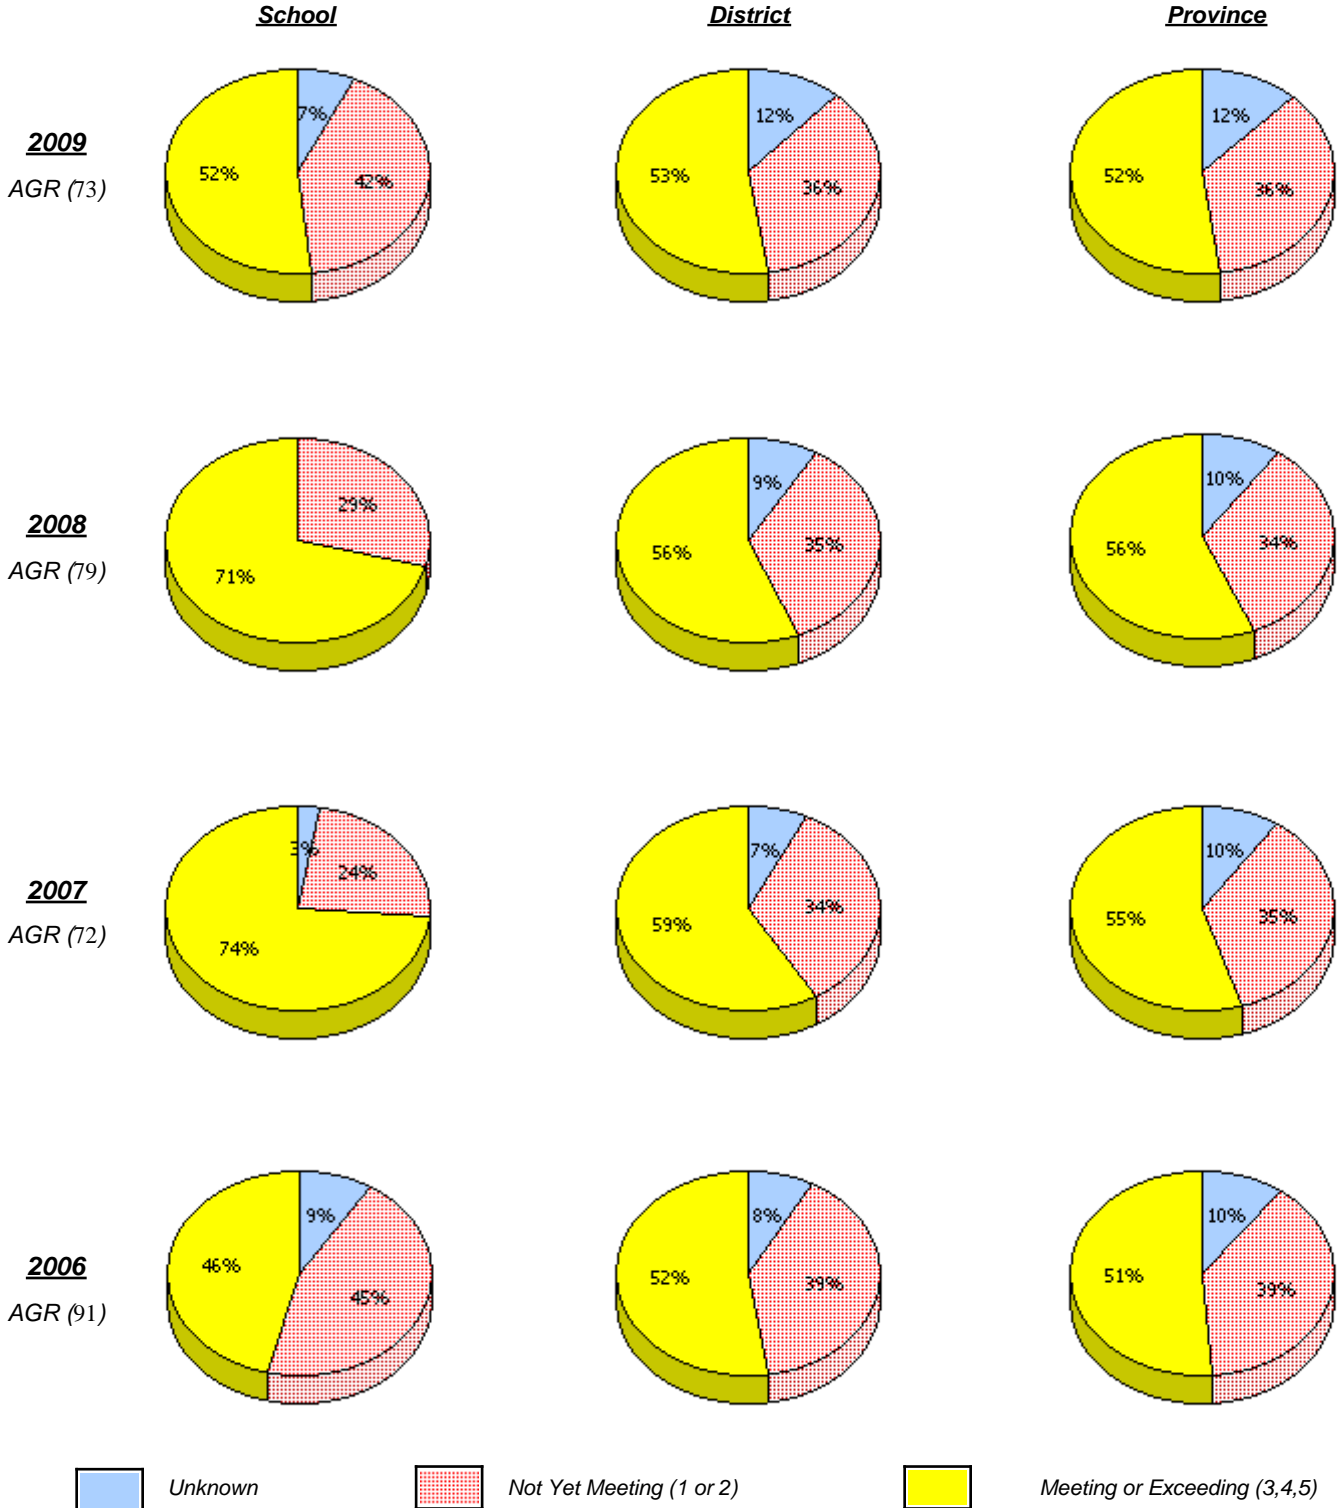 School District Province
2009
AGR (73)
7% 42% 52%
12% 36% 53%
12% 36% 52%
2008
AGR (79)
29% 71%
9% 35% 56%
10% 34% 56%
2007
AGR (72)
3% 24% 74%
7% 34% 59%
10% 35% 55%
2006
AGR (91)
9% 45% 46%
8% 39% 52%
10% 39% 51%
Unknown Not Yet Meeting (1 or 2) Meeting or Exceeding (3,4,5)